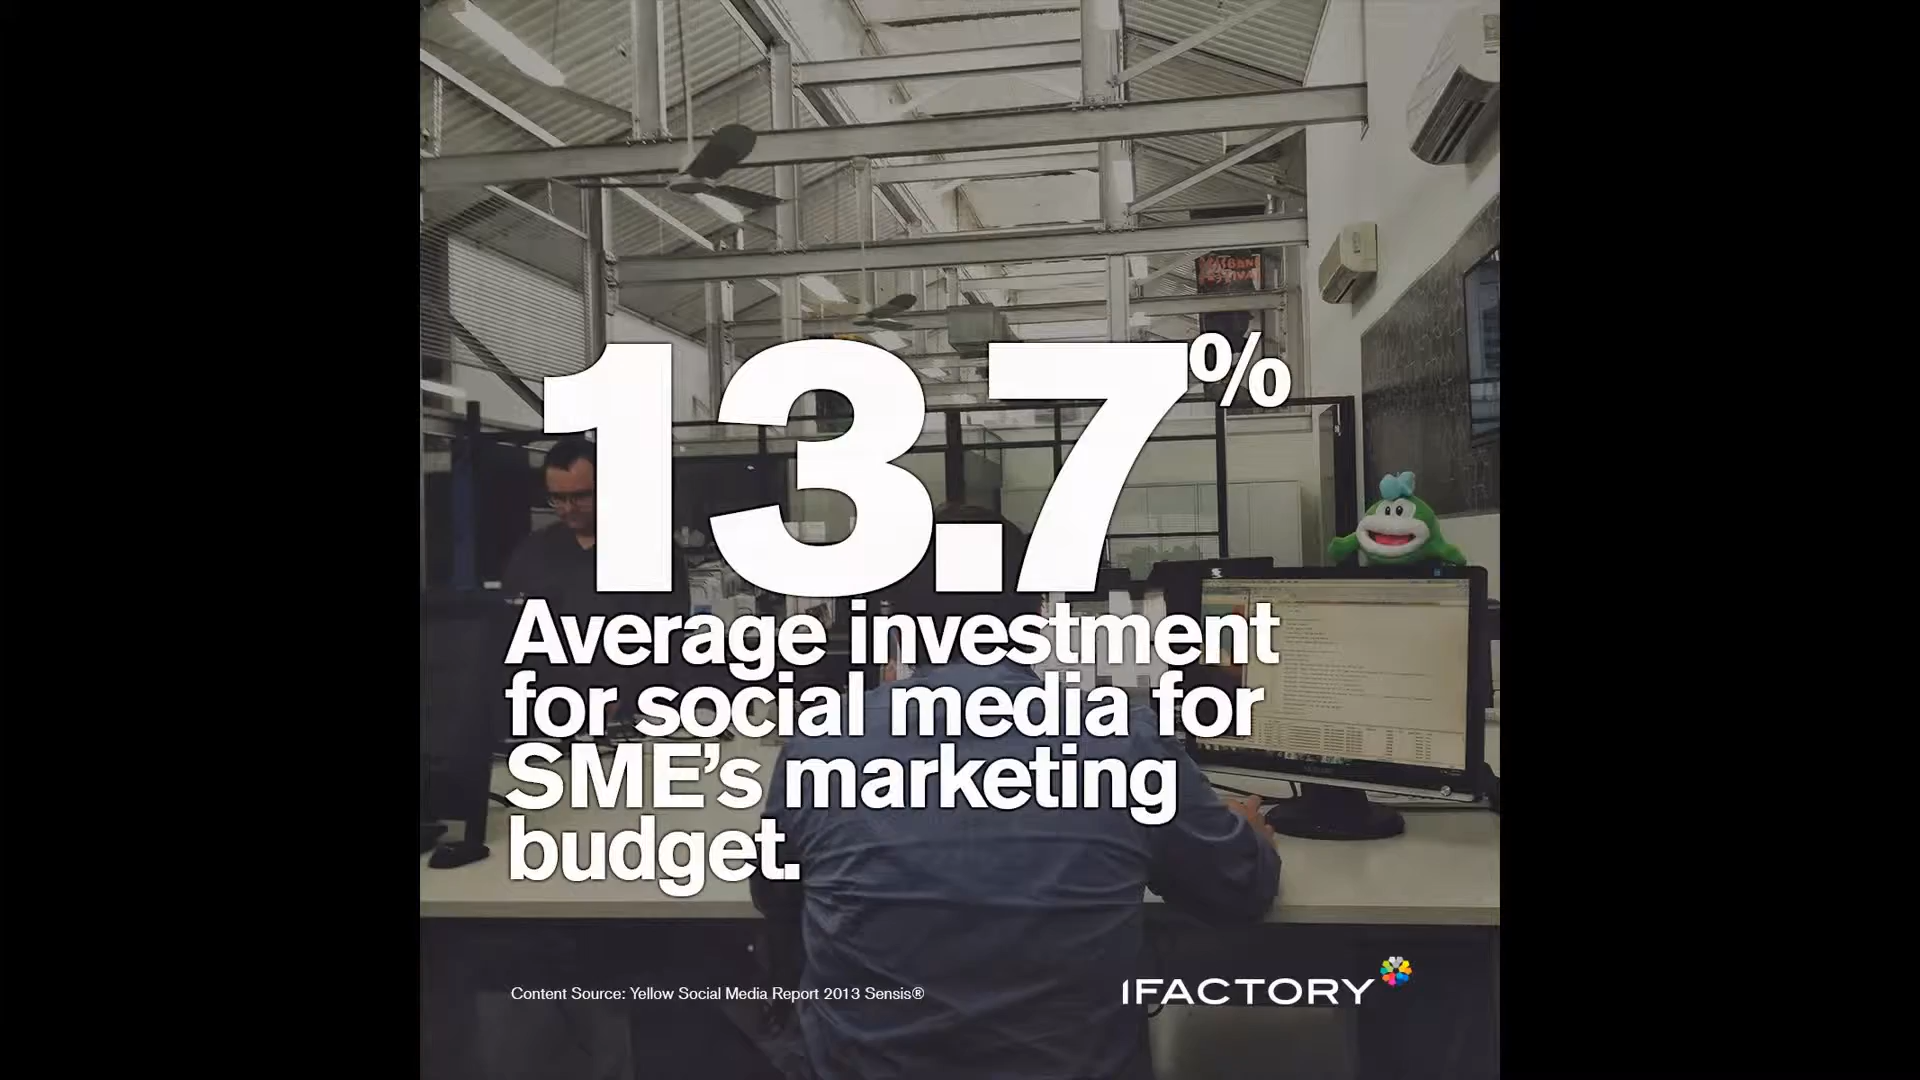 13.7%
Average investment
for social media for
SME’s marketing
budget.
Content Source: Yellow Social Media Report 2013 Sensis®
IFACTORY